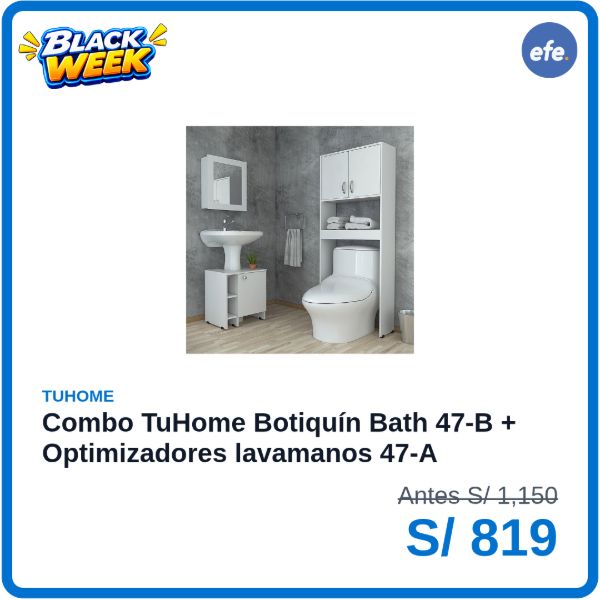 BLACK
WEEK
efe.
TUHOME
Combo TuHome Botiquín Bath 47-B +
Optimizadores lavamanos 47-A
Antes S/ 1,150
S/ 819